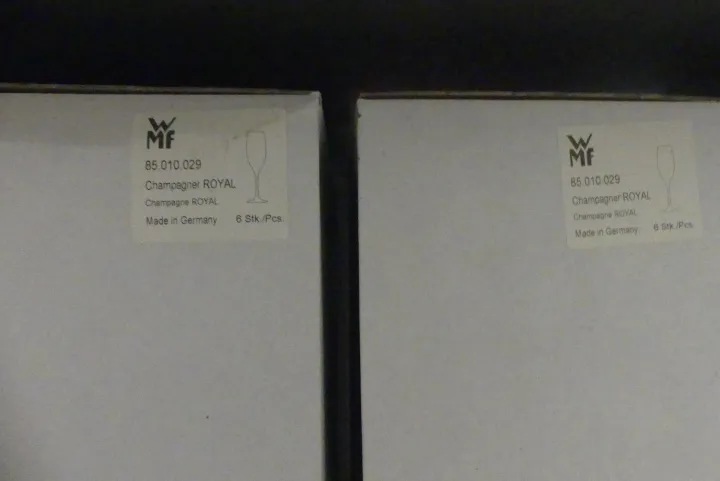 WMF
85.010.029
Champagner ROYAL
Champagne ROYAL
Made in Germany 6 Stk./Pcs.
WMF
85.010.029
Champagner ROYAL
Champagne ROYAL
Made in Germany 6 Stk./Pcs.